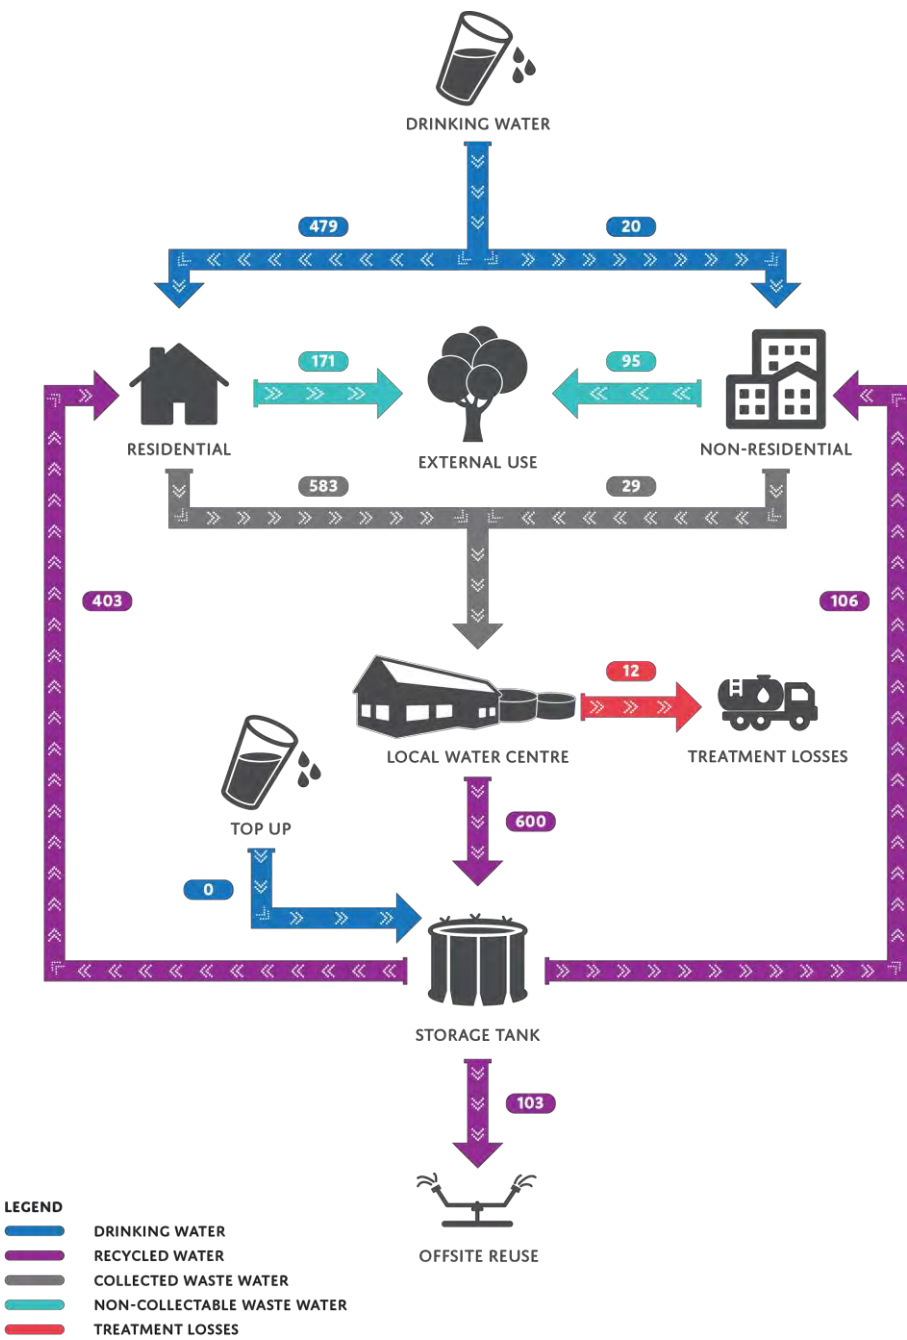 DRINKING WATER
479
20
171
95
RESIDENTIAL
EXTERNAL USE
NON-RESIDENTIAL
583
29
403
106
12
LOCAL WATER CENTRE
TREATMENT LOSSES
600
TOP UP
0
STORAGE TANK
103
OFFSITE REUSE
LEGEND
DRINKING WATER
RECYCLED WATER
COLLECTED WASTE WATER
NON-COLLECTABLE WASTE WATER
TREATMENT LOSSES